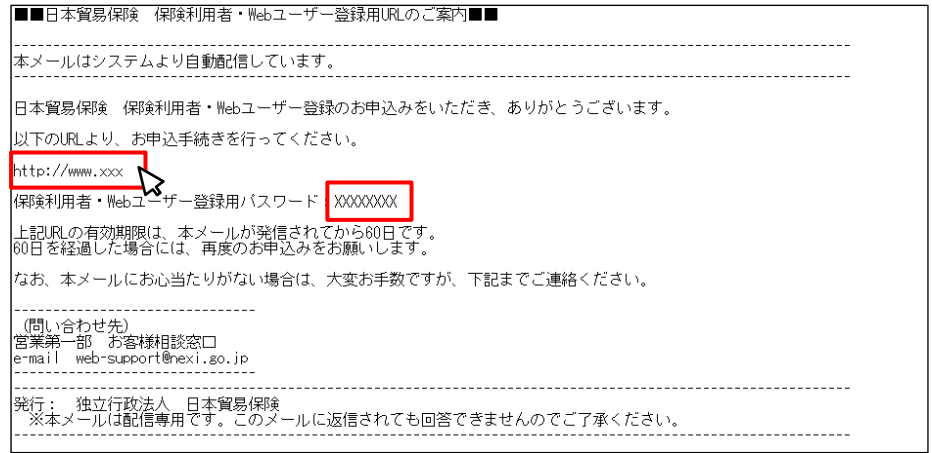 ■■日本貿易保険　保険利用者・Webユーザー登録用URLのご案内■■
--------------------------------------------------------------------------------
本メールはシステムより自動配信しています。
--------------------------------------------------------------------------------
日本貿易保険　保険利用者・Webユーザー登録のお申込みをいただき、ありがとうございます。
以下のURLより、お申込手続きを行ってください。
http://www.xxx
保険利用者・Webユーザー登録用パスワード：XXXXXXXX
上記URLの有効期限は、本メールが発信されてから60日です。
60日を経過した場合には、再度のお申込みをお願いします。
なお、本メールにお心当たりがない場合は、大変お手数ですが、下記までご連絡ください。
------------------------------
（問い合わせ先）
営業第一部　お客様相談窓口
e-mail　web-support@nexi.go.jp
------------------------------
--------------------------------------------------------------------------------
発行：　独立行政法人　日本貿易保険
　※本メールは配信専用です。このメールに返信されても回答できませんのでご了承ください。
--------------------------------------------------------------------------------